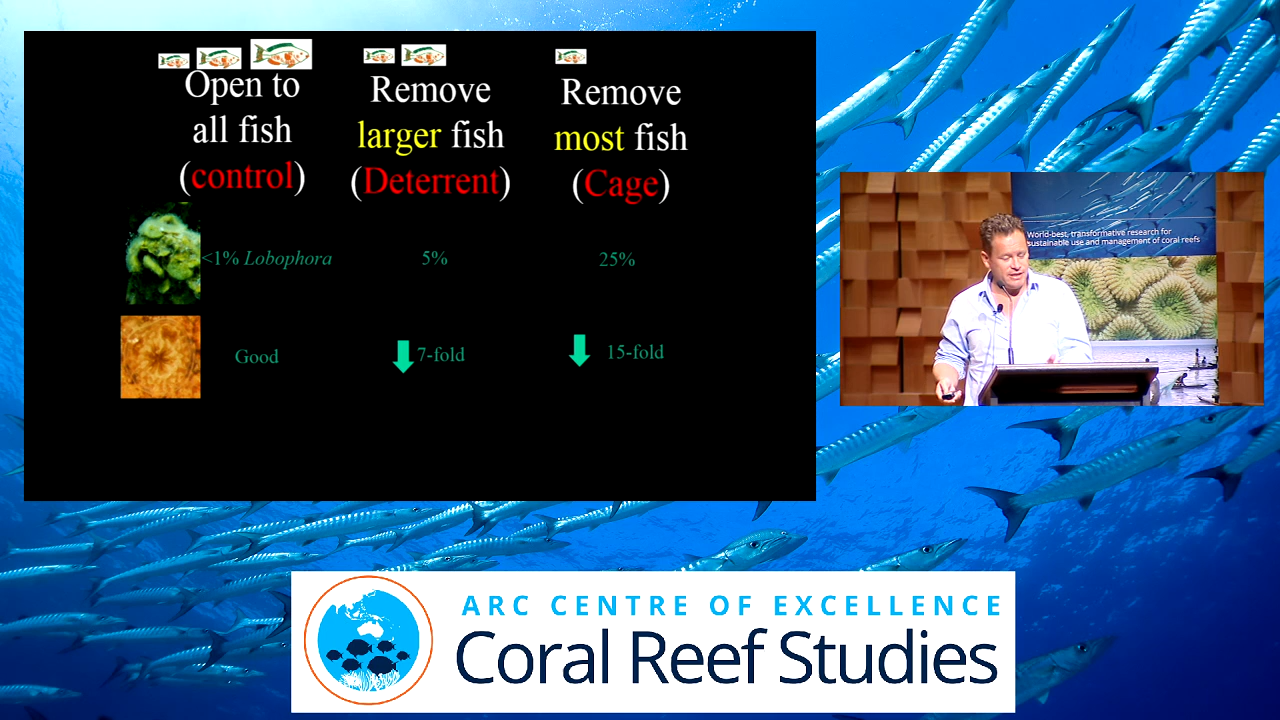 Open to
all fish
(control)
Remove
larger fish
(Deterrent)
Remove
most fish
(Cage)
<1% Lobophora
5%
25%
Good
7-fold
15-fold
World-best, transformative research for
sustainable use and management of coral reefs
ARC CENTRE OF EXCELLENCE
Coral Reef Studies